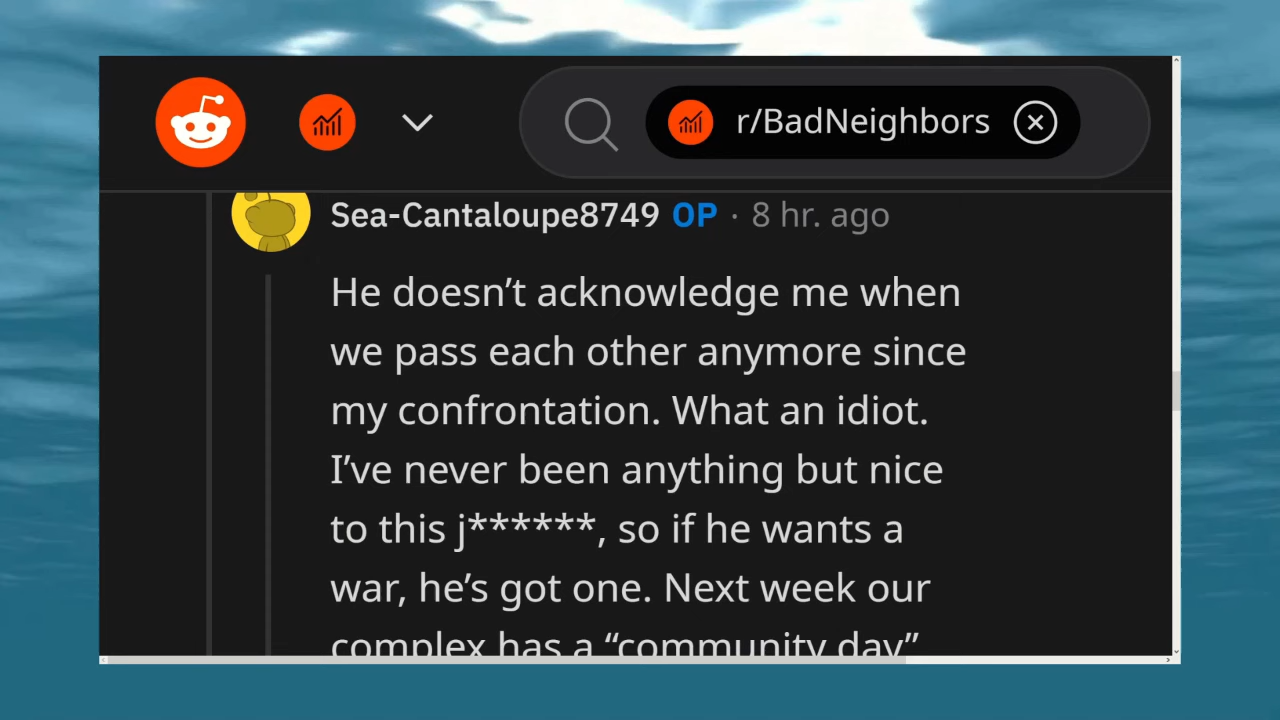 r/BadNeighbors
Sea-Cantaloupe8749 OP · 8 hr. ago
He doesn’t acknowledge me when
we pass each other anymore since
my confrontation. What an idiot.
I’ve never been anything but nice
to this j******, so if he wants a
war, he’s got one. Next week our
complex has a “community day”